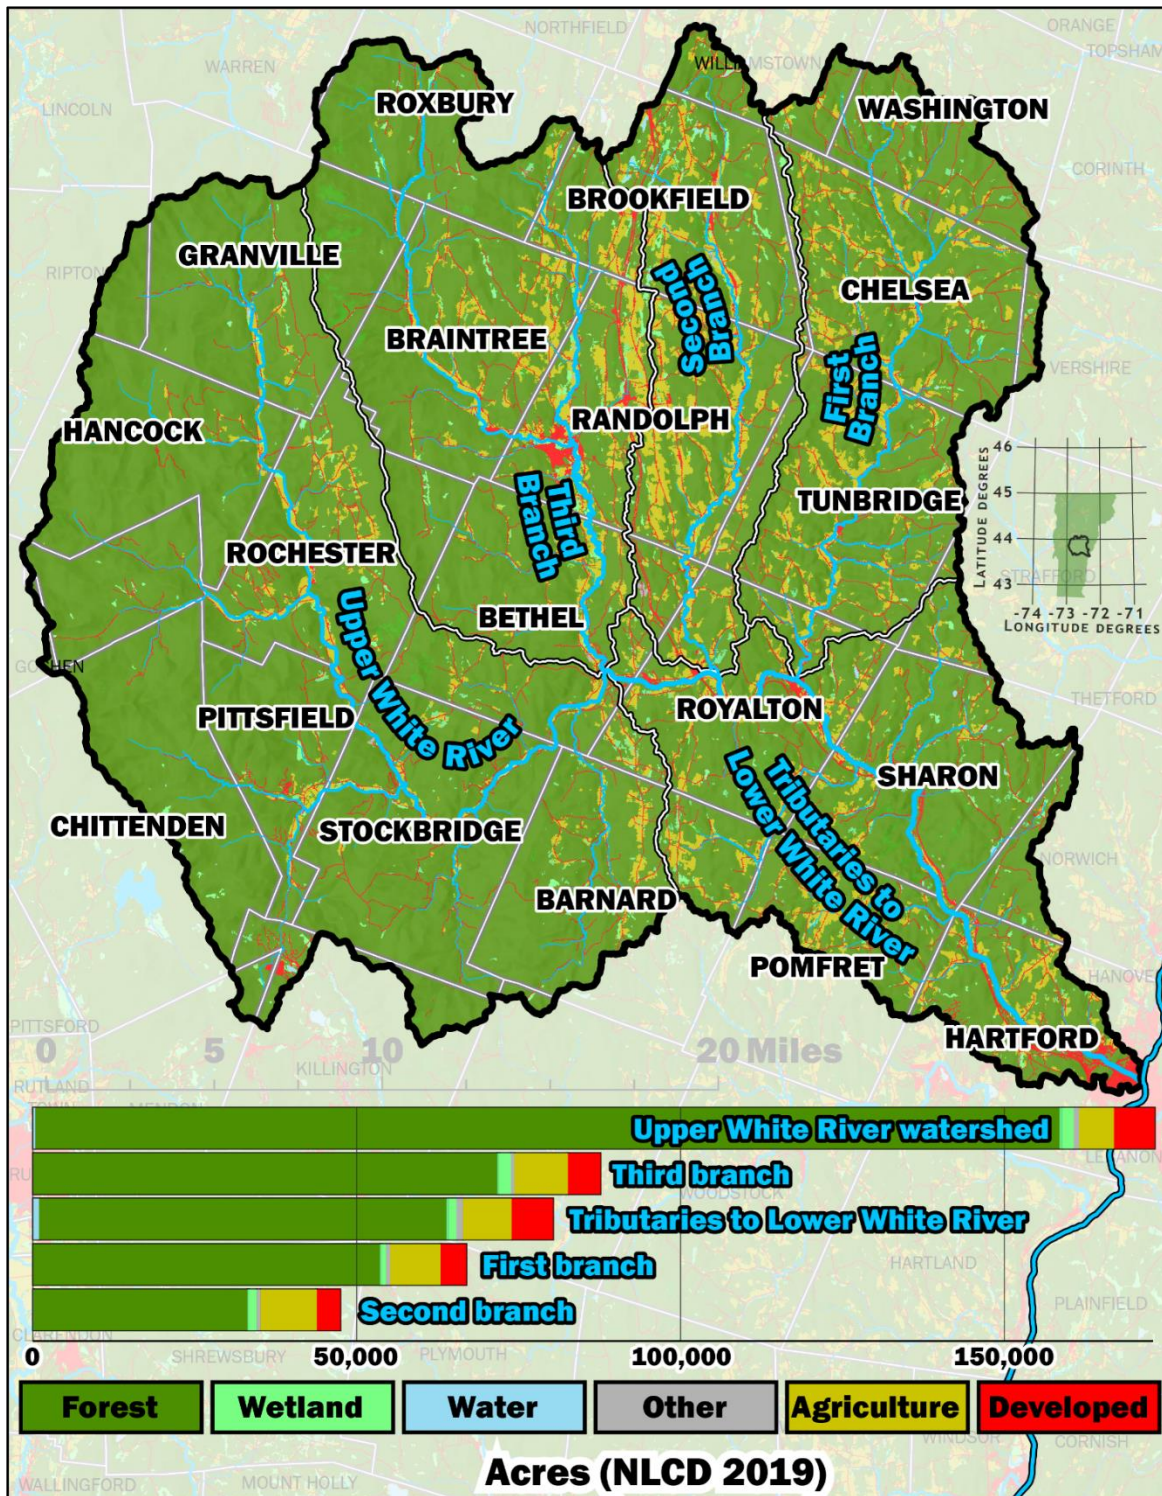 NORTHFIELD
ORANGE
TOPSHAM
WARREN
WILLIAMSTOWN
LINCOLN
ROXBURY
WASHINGTON
CORINTH
BROOKFIELD
GRANVILLE
RIPTON
Second
Branch
CHELSEA
BRAINTREE
First
Branch
VERSHIRE
RANDOLPH
HANCOCK
TUNBRIDGE
Third
Branch
LATITUDE DEGREES
46
45
44
43
-74 -73 -72 -71
LONGITUDE DEGREES
STRAFFORD
ROCHESTER
BETHEL
Upper White River
GOSHEN
THETFORD
ROYALTON
PITTSFIELD
SHARON
Tributaries to
Lower White River
CHITTENDEN
STOCKBRIDGE
NORWICH
BARNARD
POMFRET
HANOVE
PITTSFORD
HARTFORD
0 5 10 20 Miles
KILLINGTON
RUTLAND
TOWN
MENDON
Upper White River watershed
LEBANON
RU
Third branch
WOODSTOCK
Tributaries to Lower White River
HARTLAND
First branch
PLAINFIELD
Second branch
CLARENDON
SHREWSBURY
PLYMOUTH
0 50,000 100,000 150,000
Forest Wetland Water Other Agriculture Developed
WINDSOR
CORNISH
Acres (NLCD 2019)
WALLINGFORD
MOUNT HOLLY